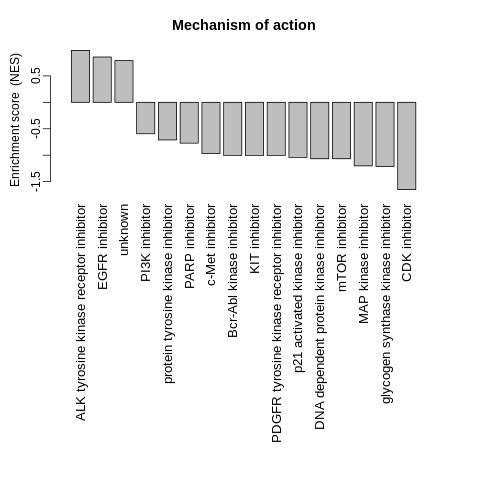 Mechanism of action
Enrichment score (NES)
0.5
-0.5
-1.5
ALK tyrosine kinase receptor inhibitor
EGFR inhibitor
unknown
PI3K inhibitor
protein tyrosine kinase inhibitor
PARP inhibitor
c-Met inhibitor
Bcr-Abl kinase inhibitor
KIT inhibitor
PDGFR tyrosine kinase receptor inhibitor
p21 activated kinase inhibitor
DNA dependent protein kinase inhibitor
mTOR inhibitor
MAP kinase inhibitor
glycogen synthase kinase inhibitor
CDK inhibitor